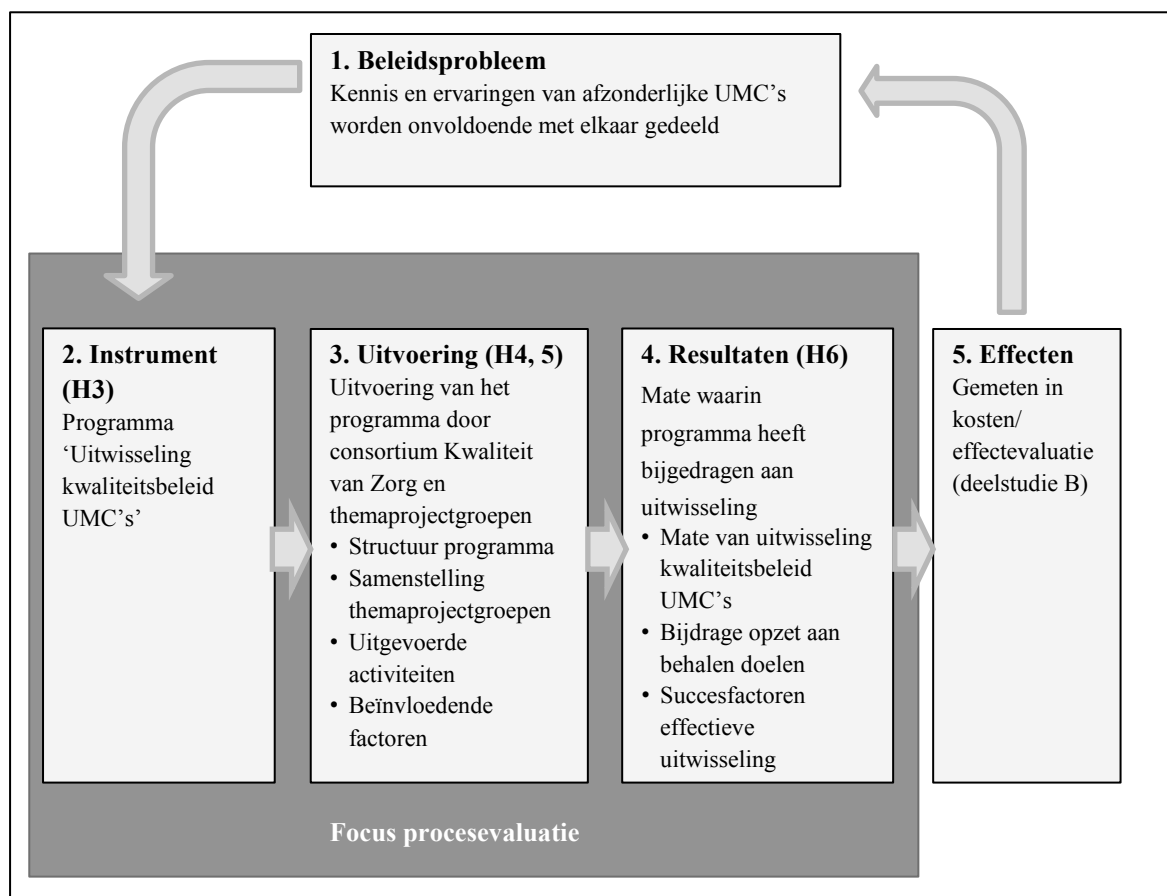 1. Beleidsprobleem
Kennis en ervaringen van afzonderlijke UMC’s
worden onvoldoende met elkaar gedeeld
2. Instrument
(H3)
Programma
‘Uitwisseling
kwaliteitsbeleid
UMC’s’
3. Uitvoering (H4, 5)
Uitvoering van het
programma door
consortium Kwaliteit
van Zorg en
themaprojectgroepen
• Structuur programma
• Samenstelling
themaprojectgroepen
• Uitgevoerde
activiteiten
• Beïnvloedende
factoren
4. Resultaten (H6)
Mate waarin
programma heeft
bijgedragen aan
uitwisseling
• Mate van uitwisseling
kwaliteitsbeleid
UMC’s
• Bijdrage opzet aan
behalen doelen
• Succesfactoren
effectieve
uitwisseling
5. Effecten
Gemeten in
kosten/
effectevaluatie
(deelstudie B)
Focus procesevaluatie